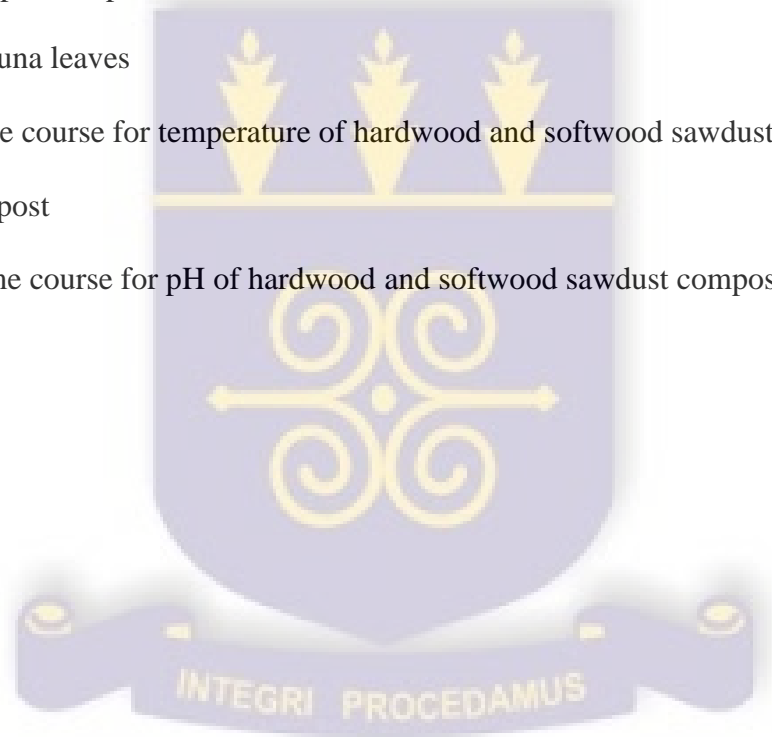 una leaves
e course for temperature of hardwood and softwood sawdust
post
ne course for pH of hardwood and softwood sawdust compos
INTEGRI PROCEDAMUS